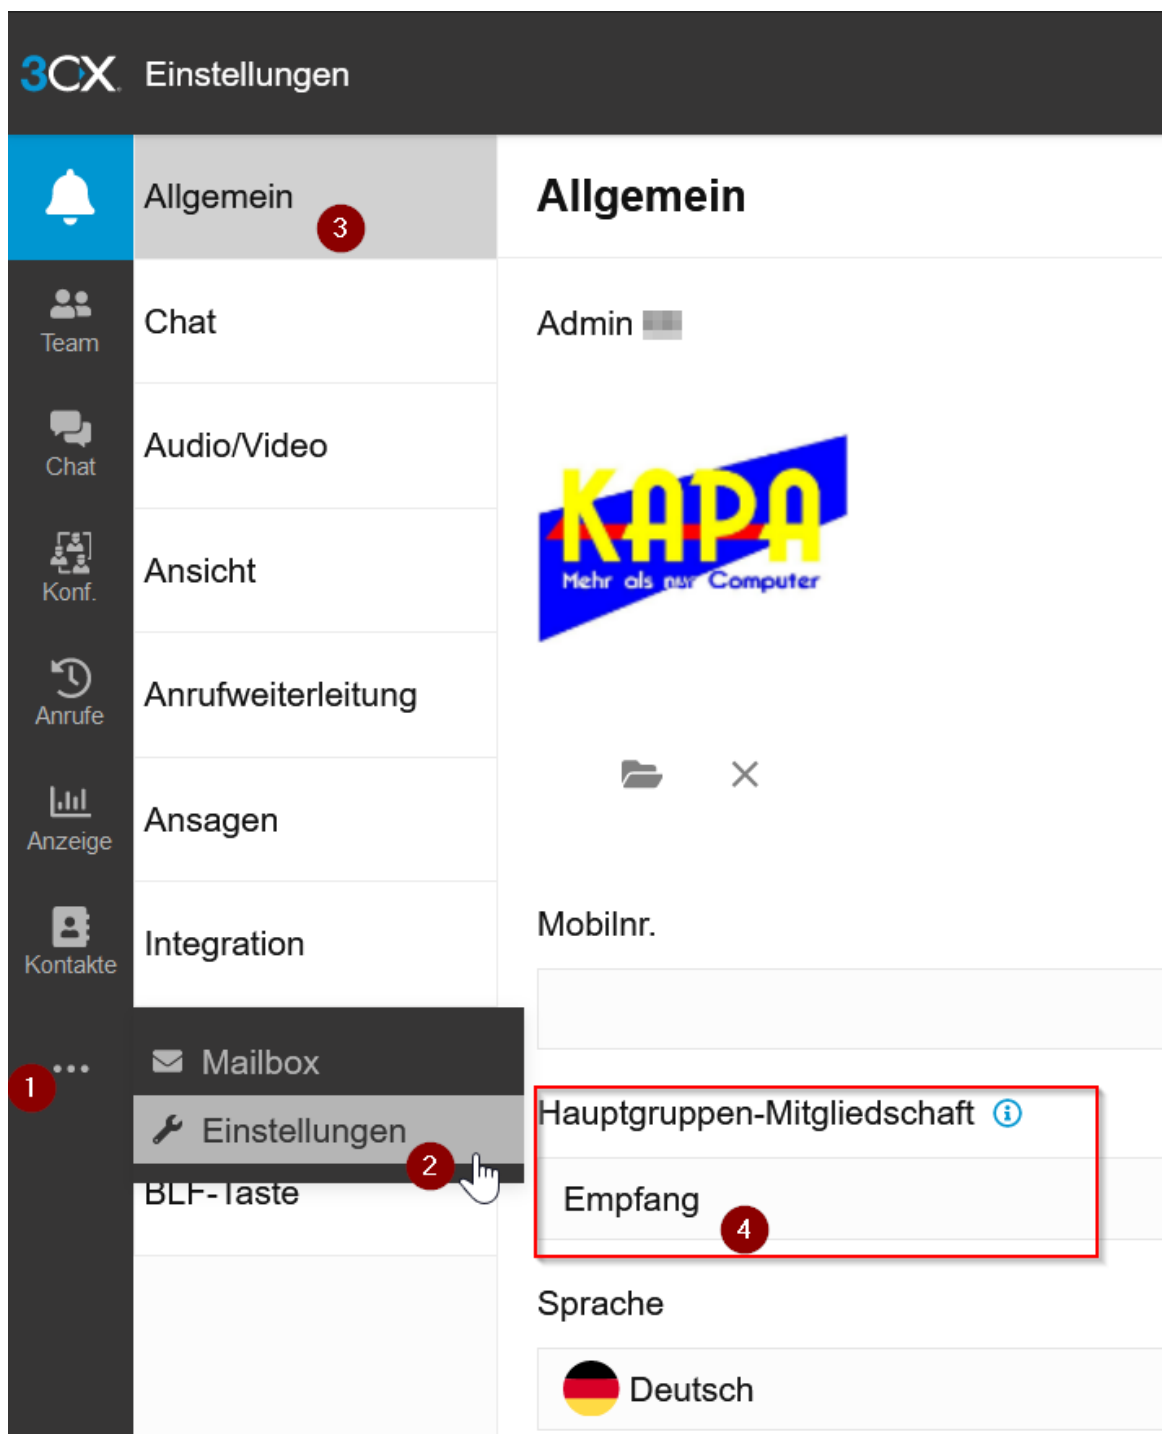 3CX Einstellungen
Allgemein
3
Allgemein
Team
Chat
Admin
Chat
Audio/Video
KAPA
Mehr als nur Computer
Konf.
Ansicht
Anrufe
Anrufweiterleitung
Anzeige
Ansagen
Kontakte
Integration
Mobilnr.
1
Mailbox
Einstellungen
2
Hauptgruppen-Mitgliedschaft
BLF-Taste
Empfang
4
Sprache
Deutsch